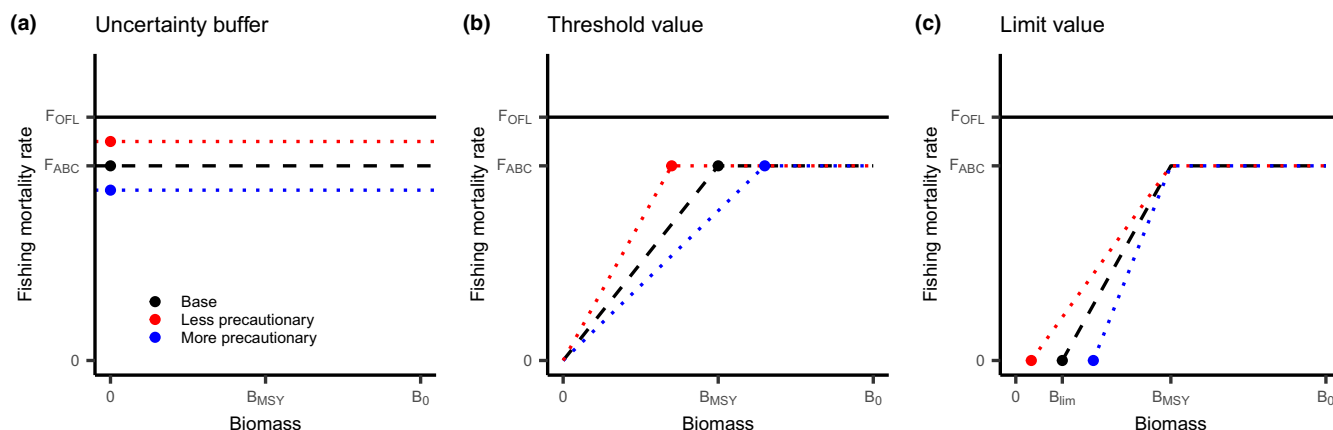 (a) Uncertainty buffer
Fishing mortality rate
F_OFL
F_ABC
0
Base
Less precautionary
More precautionary
0 B_MSY B_0
Biomass
(b) Threshold value
Fishing mortality rate
F_OFL
F_ABC
0
0 B_MSY B_0
Biomass
(c) Limit value
Fishing mortality rate
F_OFL
F_ABC
0
0 B_lim B_MSY B_0
Biomass